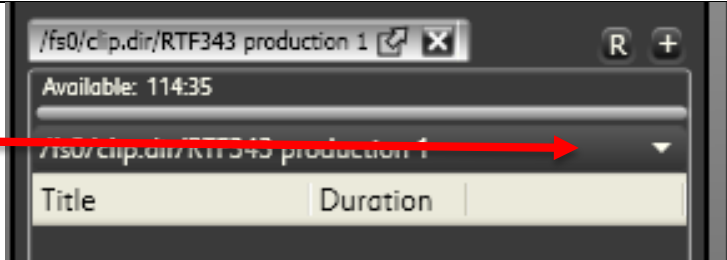 /fs0/clip.dir/RTF343 production 1 R +
Available: 114:35
/fs0/clip.dir/RTF343 production 1
Title Duration